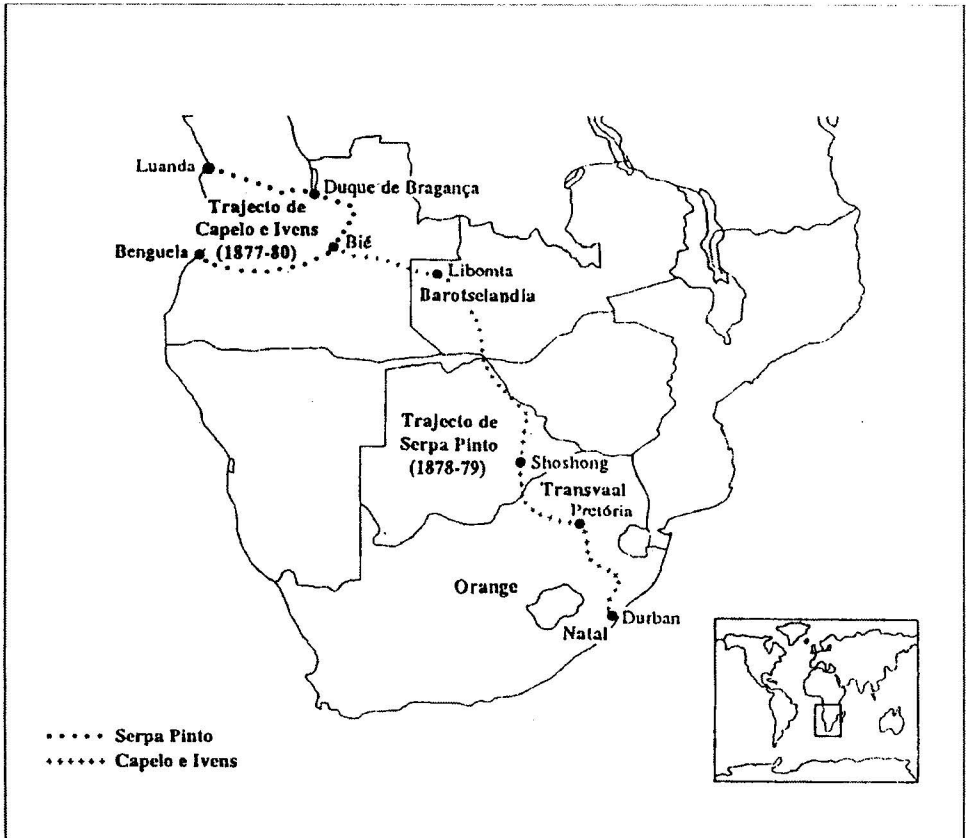 Luanda
Duque de Bragança
Trajecto de
Capelo e Ivens
(1877-80)
Benguela
Bié
Libomta
Barotselandia
Trajecto de
Serpa Pinto
(1878-79)
Shoshong
Transvaal
Pretória
Orange
Natal
Durban
Serpa Pinto
Capelo e Ivens